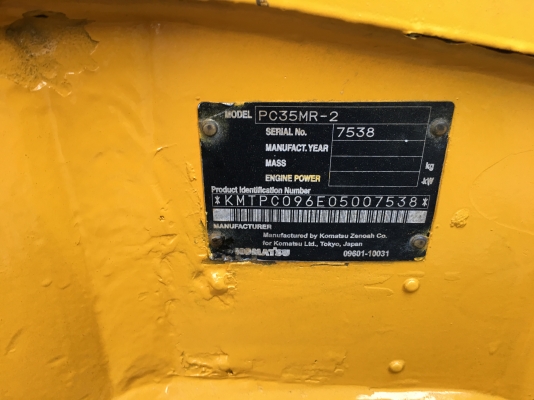 MODEL PC35MR-2
SERIAL No. 7538
MANUFACT.YEAR
MASS kg
ENGINE POWER kW
Product Identification Number
*KMTPC096E05007538*
MANUFACTURER
Manufactured by Komatsu Zenoah Co.
for Komatsu Ltd., Tokyo, Japan
KOMATSU 09601-10031